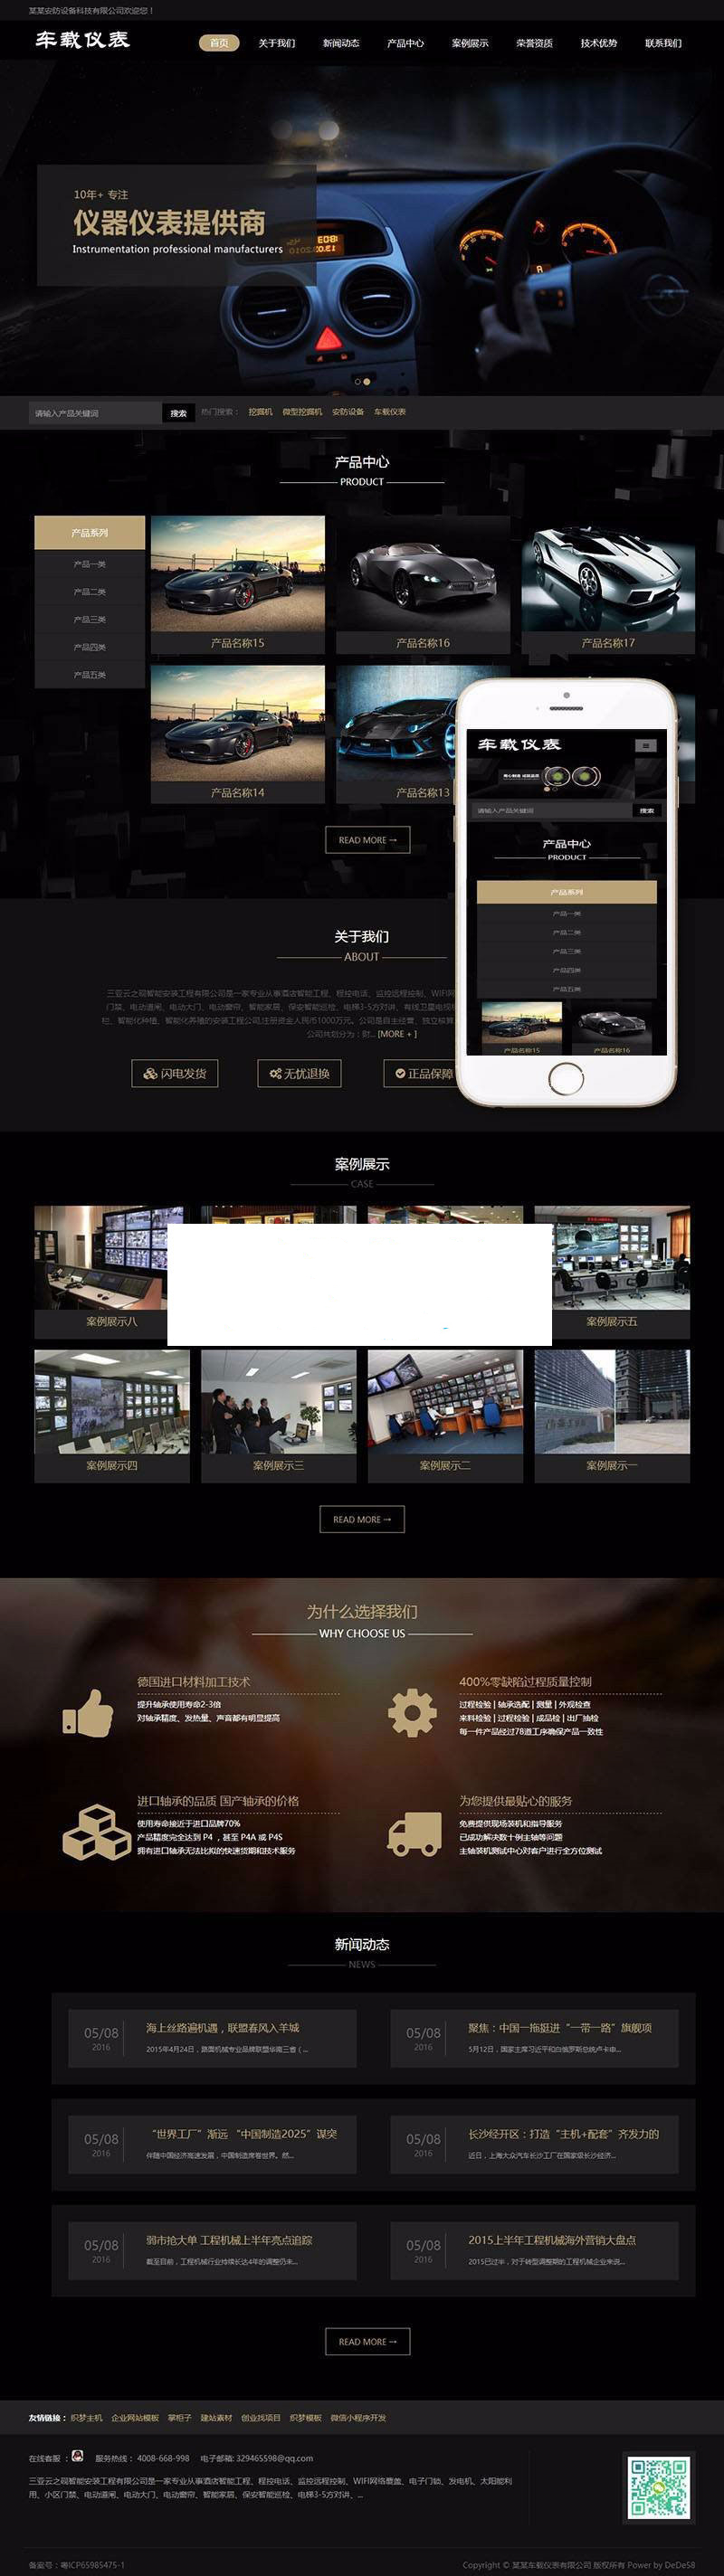 某某安防设备科技有限公司欢迎您！
车载仪表
首页 关于我们 新闻动态 产品中心 案例展示 荣誉资质 技术优势 联系我们
10年+ 专注
仪器仪表提供商
Instrumentation professional manufacturers
请输入产品关键词 搜索 热门搜索： 挖掘机 微型挖掘机 安防设备 车载仪表
产品中心
PRODUCT
产品系列
产品一类
产品二类
产品三类
产品四类
产品五类
产品名称15 产品名称16 产品名称17
产品名称14 产品名称13
READ MORE →
车载仪表
请输入产品关键词 搜索
产品中心
PRODUCT
产品系列
产品一类
产品二类
产品三类
产品四类
产品五类
产品名称15 产品名称16
关于我们
ABOUT
三亚云之观智能安装工程有限公司是一家专业从事酒店智能工程、程控电话、监控远程控制、WIFI网
门禁、电动道闸、电动大门、电动窗帘、智能家居、保安智能巡检、电梯3-5方对讲、有线卫星电视
栏、智能化种植、智能化养殖的安装工程公司,注册资金人民币1000万元。公司是自主经营、独立核算
公司共划分为：财... [MORE + ]
闪电发货 无忧退换 正品保障
案例展示
CASE
案例展示八 案例展示五
案例展示四 案例展示三 案例展示二 案例展示一
READ MORE →
为什么选择我们
WHY CHOOSE US
德国进口材料加工技术
提升轴承使用寿命2-3倍
对轴承精度、发热量、声音都有明显提高
400%零缺陷过程质量控制
过程检验 | 轴承选配 | 测量 | 外观检查
来料检验 | 过程检验 | 成品检 | 出厂抽检
每一件产品经过78道工序确保产品一致性
进口轴承的品质 国产轴承的价格
使用寿命接近于进口品牌70%
产品精度完全达到 P4 ，甚至 P4A 或 P4S
拥有进口轴承无法比拟的快速货期和技术服务
为您提供最贴心的服务
免费提供现场装机和指导服务
已成功解决数十例主轴等问题
主轴装机测试中心对客户进行全方位测试
新闻动态
NEWS
05/08
2016
海上丝路遍机遇，联盟春风入羊城
2015年4月24日，路面机械专业品牌联盟华南三省（...
05/08
2016
聚焦：中国一拖挺进“一带一路”旗舰项
5月12日，国家主席习近平和白俄罗斯总统卢卡申...
05/08
2016
“世界工厂”渐远 “中国制造2025”谋突
伴随中国经济高速发展，中国制造席卷世界。然...
05/08
2016
长沙经开区：打造“主机+配套”齐发力的
近日，上海大众汽车长沙工厂在国家级长沙经济...
05/08
2016
弱市抢大单 工程机械上半年亮点追踪
截至目前，工程机械行业持续长达4年的调整仍未...
05/08
2016
2015上半年工程机械海外营销大盘点
2015已过半，对于转型调整期的工程机械企业来说...
READ MORE →
友情链接： 织梦主机 企业网站模板 掌柜子 建站素材 创业找项目 织梦模板 微信小程序开发
在线客服： 服务热线： 4008-668-998 电子邮箱: 329465598@qq.com
三亚云之观智能安装工程有限公司是一家专业从事酒店智能工程、程控电话、监控远程控制、WIFI网络覆盖、电子门锁、发电机、太阳能利
用、小区门禁、电动道闸、电动大门、电动窗帘、智能家居、保安智能巡检、电梯3-5方对讲、...
备案号：粤ICP65985475-1
Copyright © 某某车载仪表有限公司 版权所有 Power by DeDe58